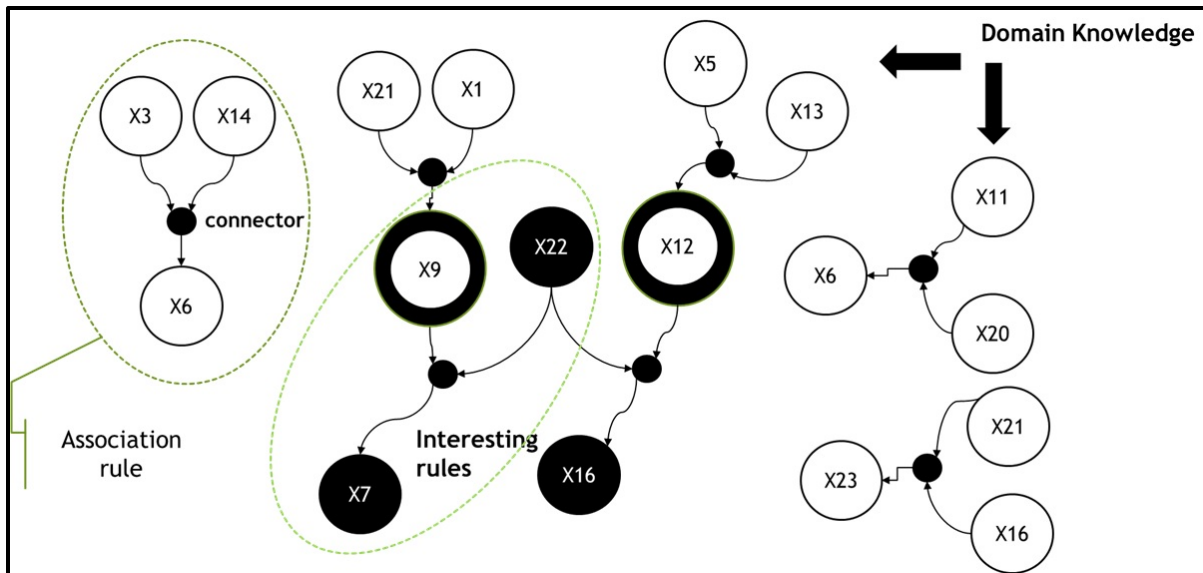 Domain Knowledge
X3
X14
connector
X6
Association
rule
X21
X1
X9
X22
X7
Interesting
rules
X5
X13
X12
X16
X11
X6
X20
X21
X23
X16